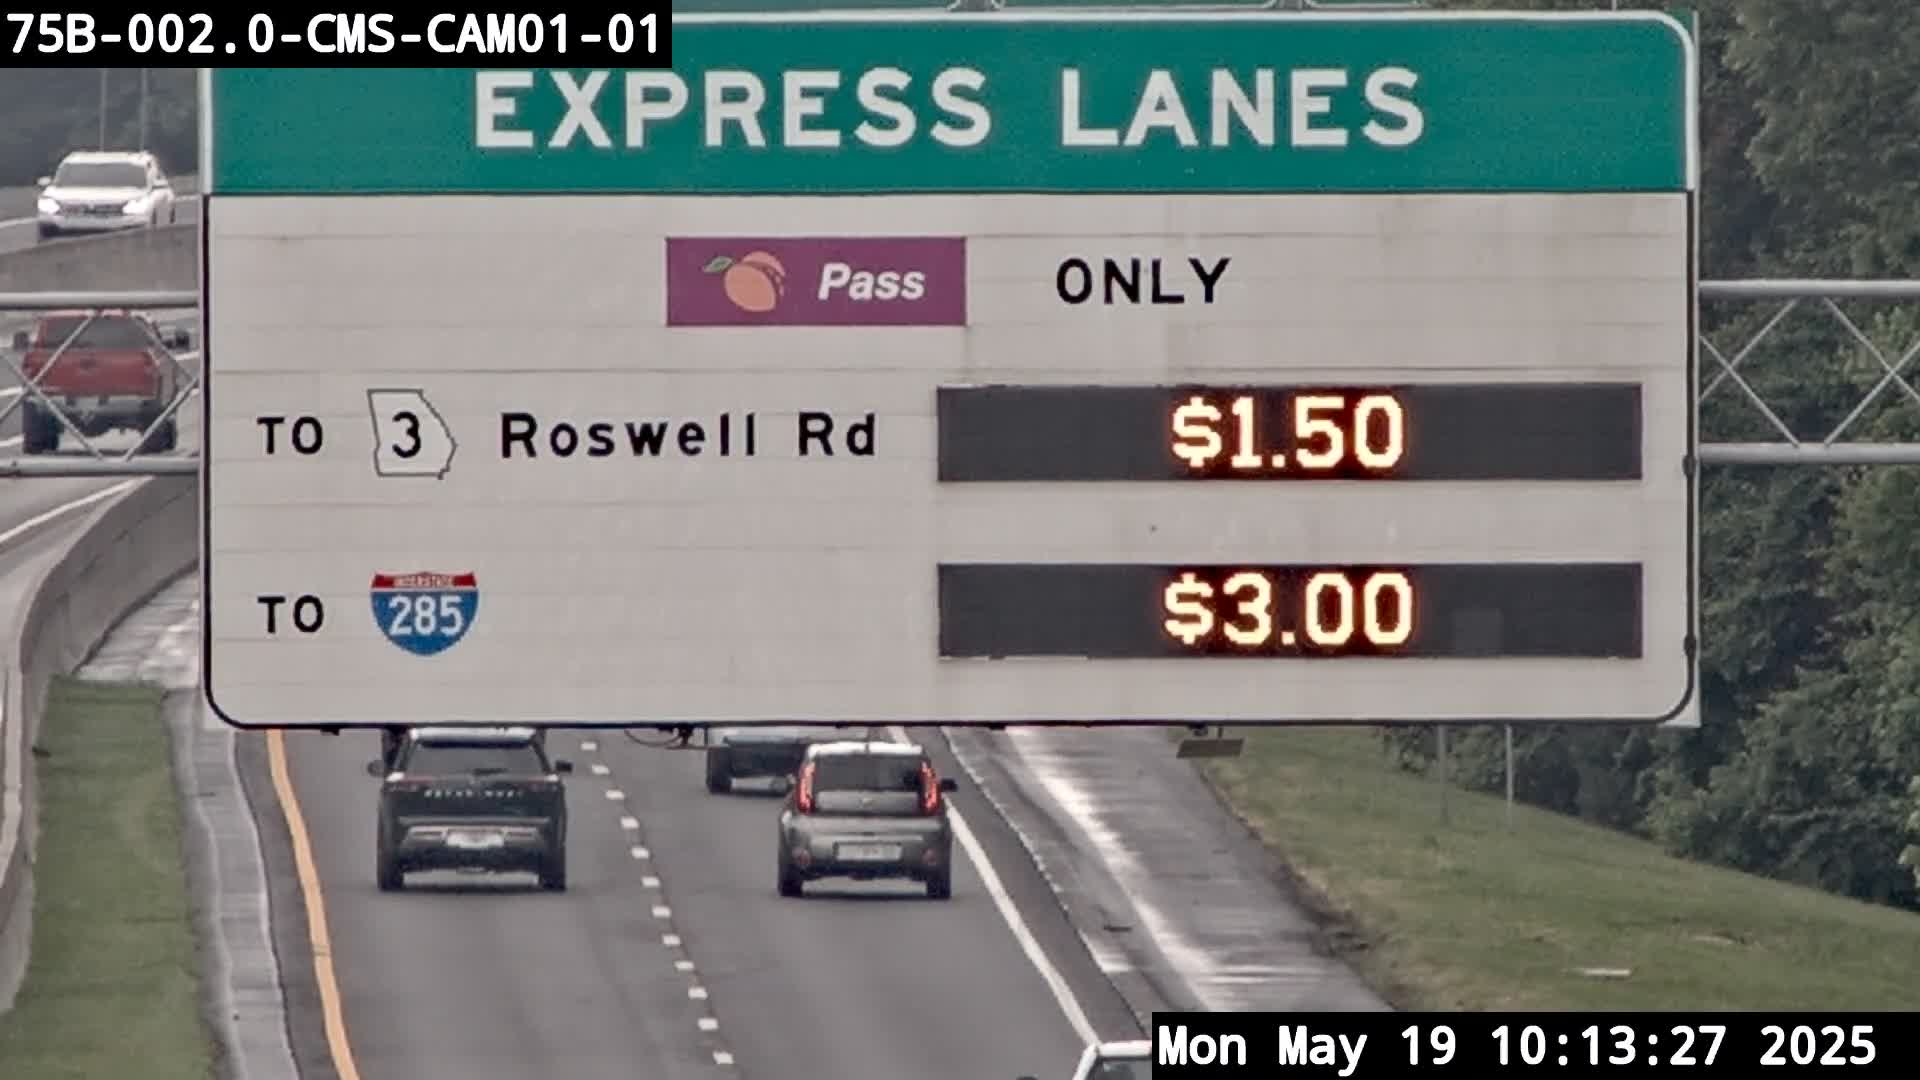 75B-002.0-CMS-CAM01-01
EXPRESS LANES
Pass ONLY
TO 3 Roswell Rd $1.50
INTERSTATE
TO 285 $3.00
Mon May 19 10:13:27 2025